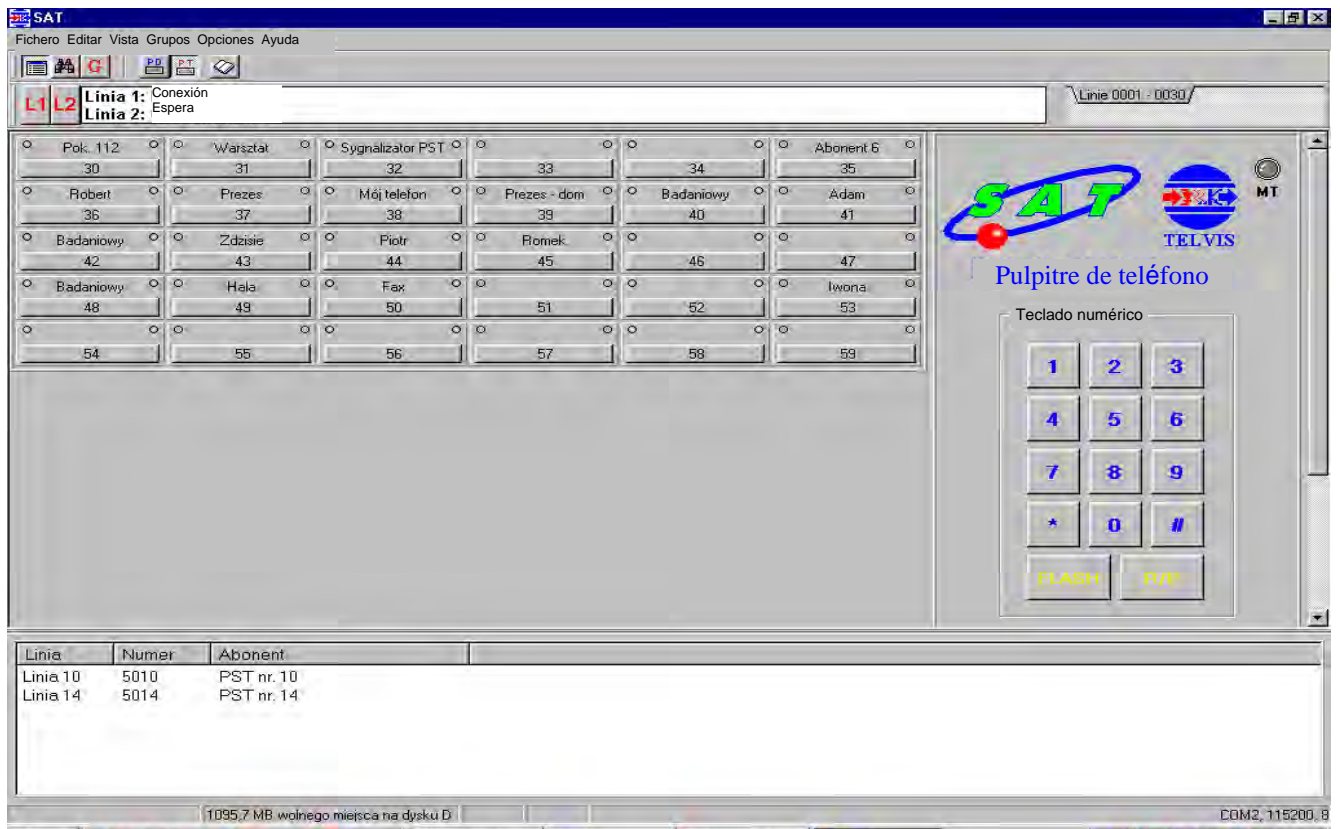 SAT
Fichero Editar Vista Grupos Opciones Ayuda
G PD PT
L1 L2 Linia 1: Conexión
Linia 2: Espera
Linie 0001 - 0030
Pok. 112 Warsztat Sygnalizator PST Abonent 6
30 31 32 33 34 35
Robert Prezes Mój telefon Prezes - dom Badaniowy Adam
36 37 38 39 40 41
Badaniowy Zdzisie Piotr Romek
42 43 44 45 46 47
Badaniowy Hala Fax Iwona
48 49 50 51 52 53
54 55 56 57 58 59
SAT
MT
TELVIS
Pulpitre de teléfono
Teclado numérico
1 2 3
4 5 6
7 8 9
* 0 #
FLASH
Linia Numer Abonent
Linia 10 5010 PST nr. 10
Linia 14 5014 PST nr. 14
1095,7 MB wolnego miejsca na dysku D
COM2, 115200, 8